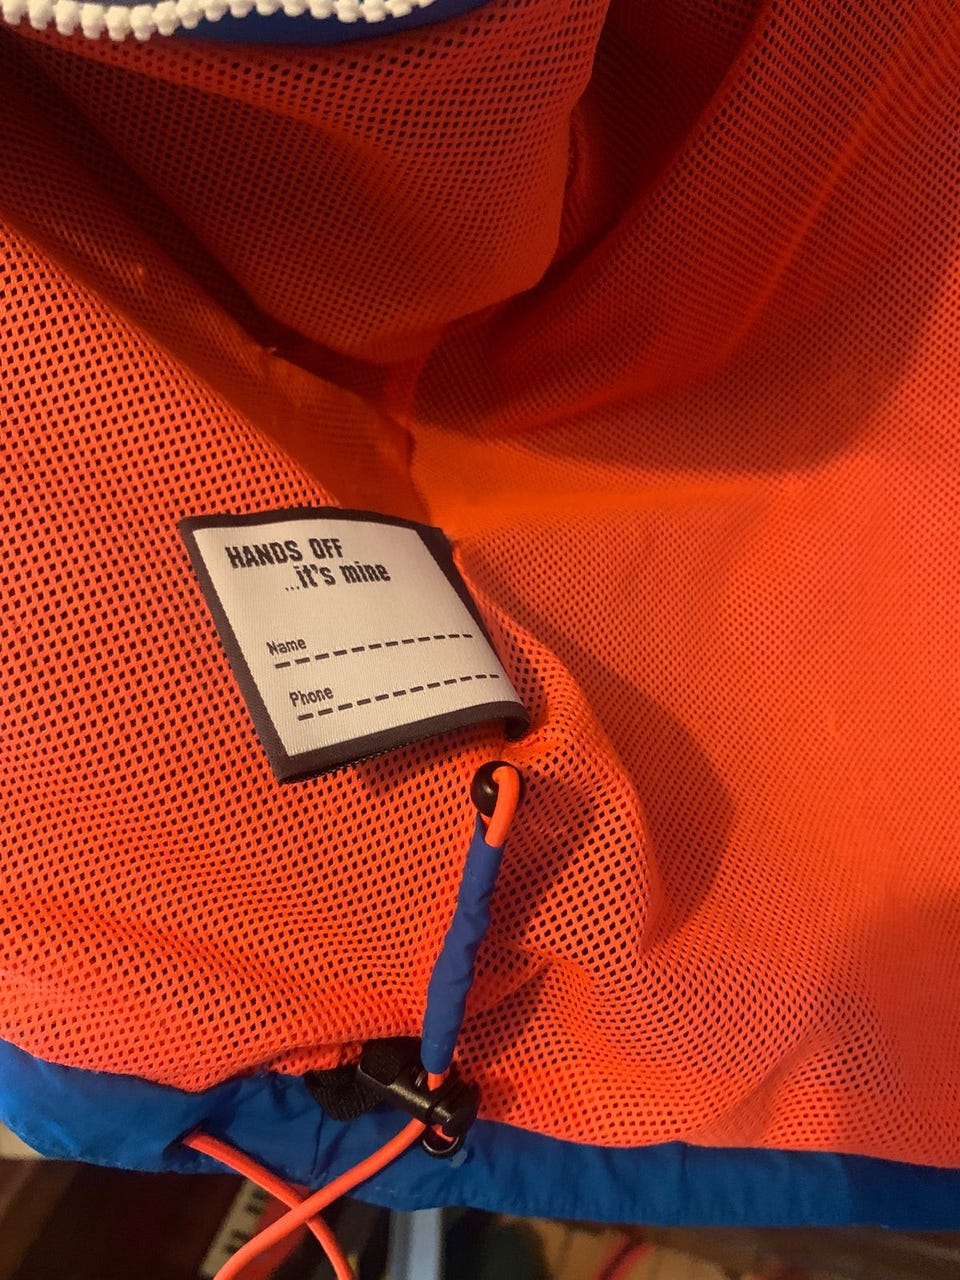 HANDS OFF
...it's mine
Name
Phone